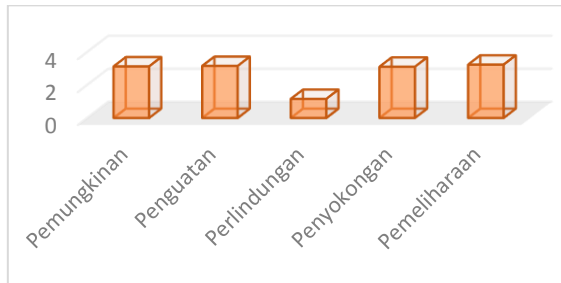 4
2
0
Pemungkinan
Penguatan
Perlindungan
Penyokongan
Pemeliharaan